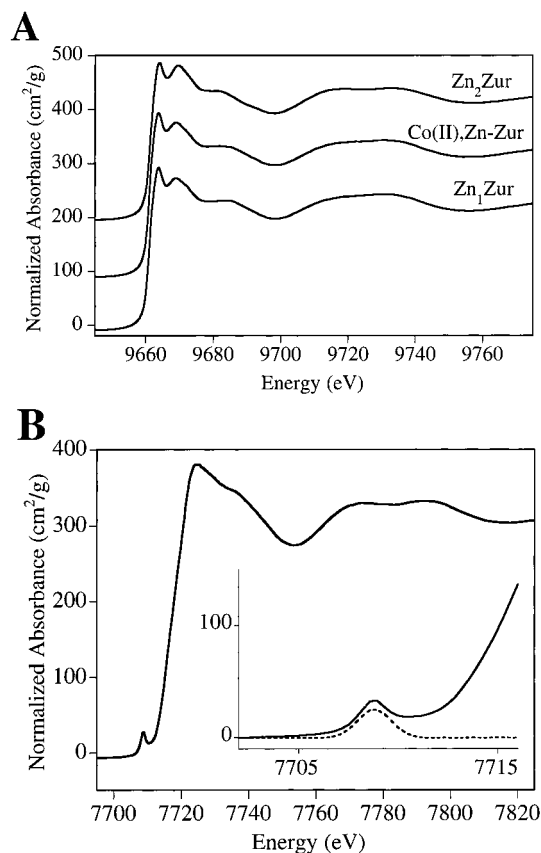 A
500
400
300
200
100
0
Normalized Absorbance (cm²/g)
Zn₂Zur
Co(II),Zn-Zur
Zn₁Zur
9660 9680 9700 9720 9740 9760
Energy (eV)
B
400
300
200
100
0
Normalized Absorbance (cm²/g)
100
0
7705 7715
7700 7720 7740 7760 7780 7800 7820
Energy (eV)